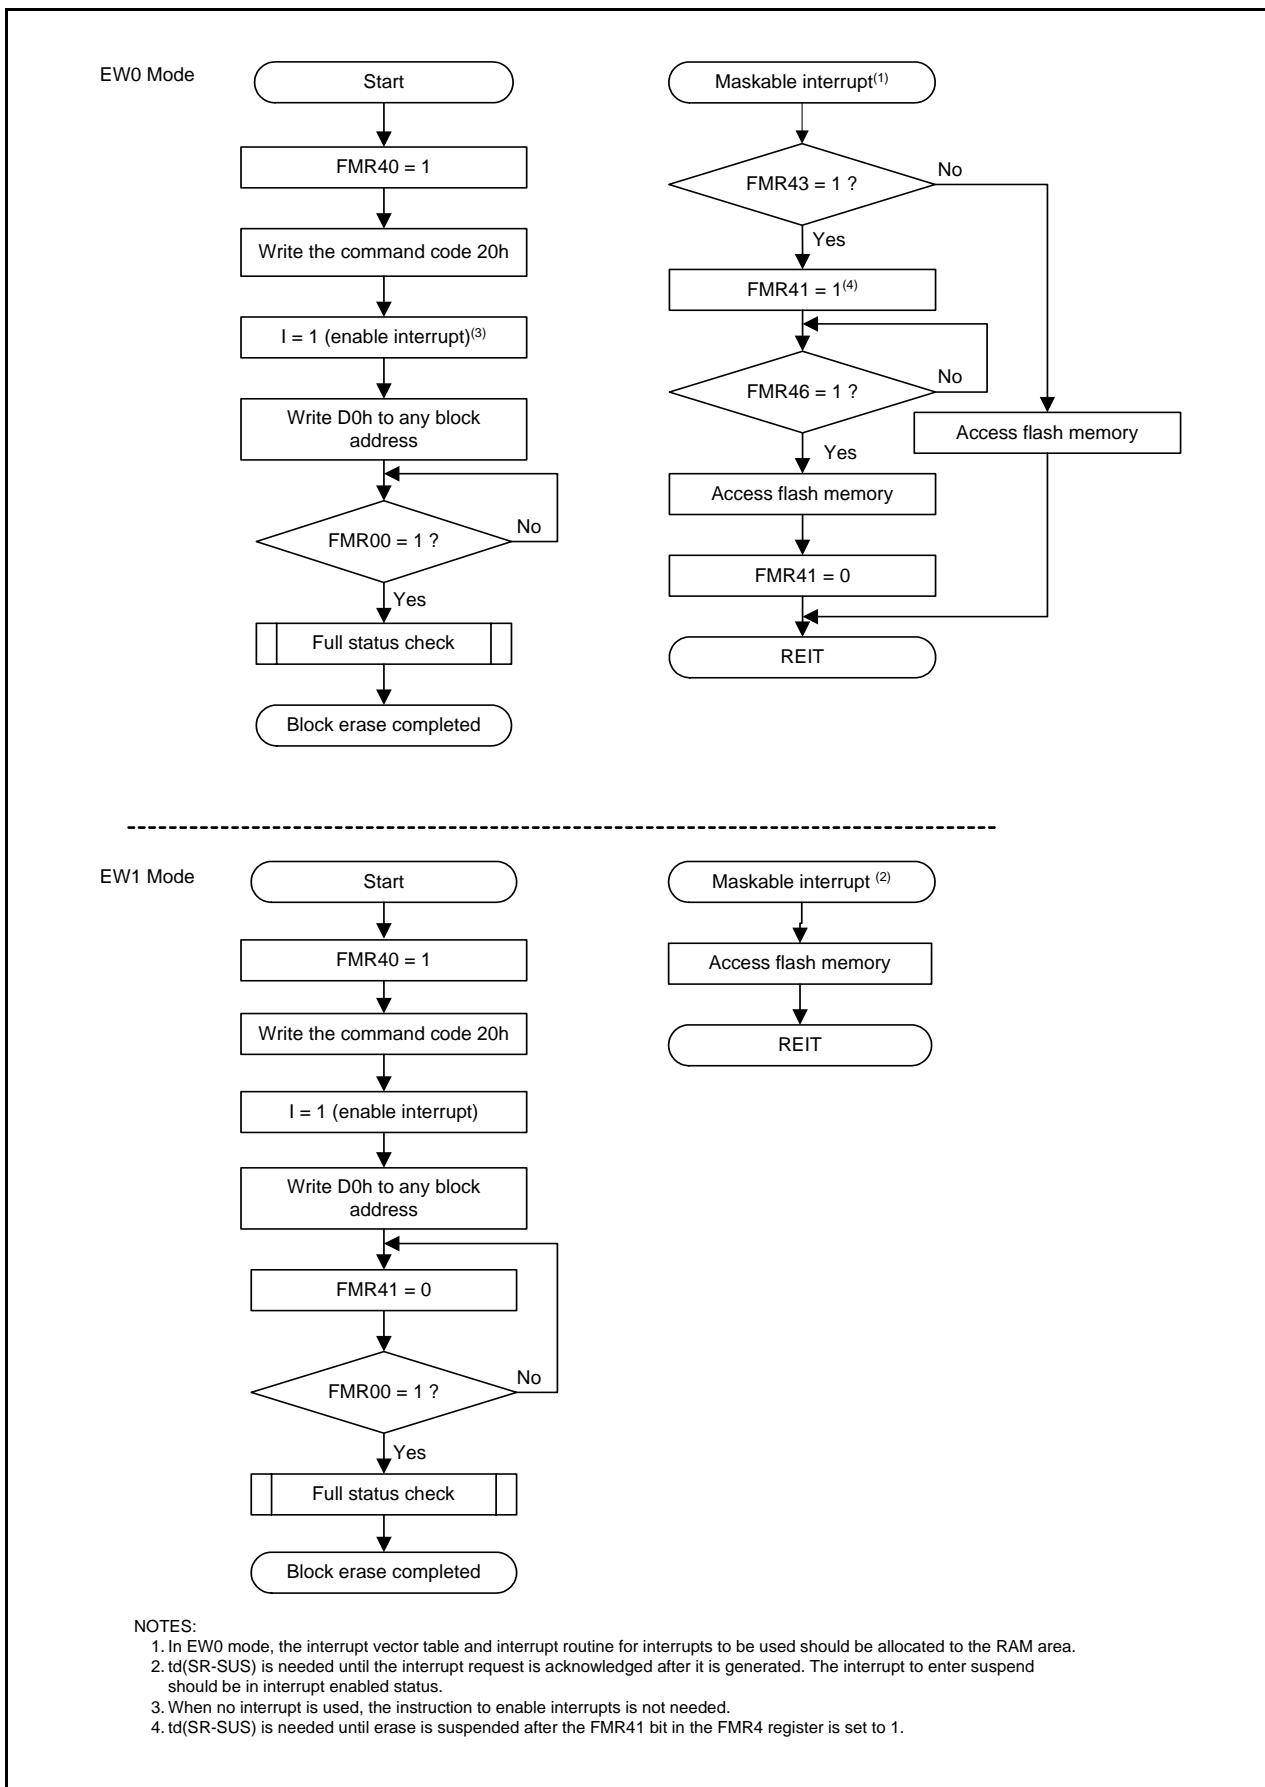 EW0 Mode
Start
FMR40 = 1
Write the command code 20h
I = 1 (enable interrupt)(3)
Write D0h to any block
address
FMR00 = 1 ?
No
Yes
Full status check
Block erase completed
Maskable interrupt(1)
FMR43 = 1 ?
No
Yes
FMR41 = 1(4)
FMR46 = 1 ?
No
Yes
Access flash memory
Access flash memory
FMR41 = 0
REIT
EW1 Mode
Start
FMR40 = 1
Write the command code 20h
I = 1 (enable interrupt)
Write D0h to any block
address
FMR41 = 0
FMR00 = 1 ?
No
Yes
Full status check
Block erase completed
Maskable interrupt (2)
Access flash memory
REIT
NOTES:
1. In EW0 mode, the interrupt vector table and interrupt routine for interrupts to be used should be allocated to the RAM area.
2. td(SR-SUS) is needed until the interrupt request is acknowledged after it is generated. The interrupt to enter suspend
should be in interrupt enabled status.
3. When no interrupt is used, the instruction to enable interrupts is not needed.
4. td(SR-SUS) is needed until erase is suspended after the FMR41 bit in the FMR4 register is set to 1.